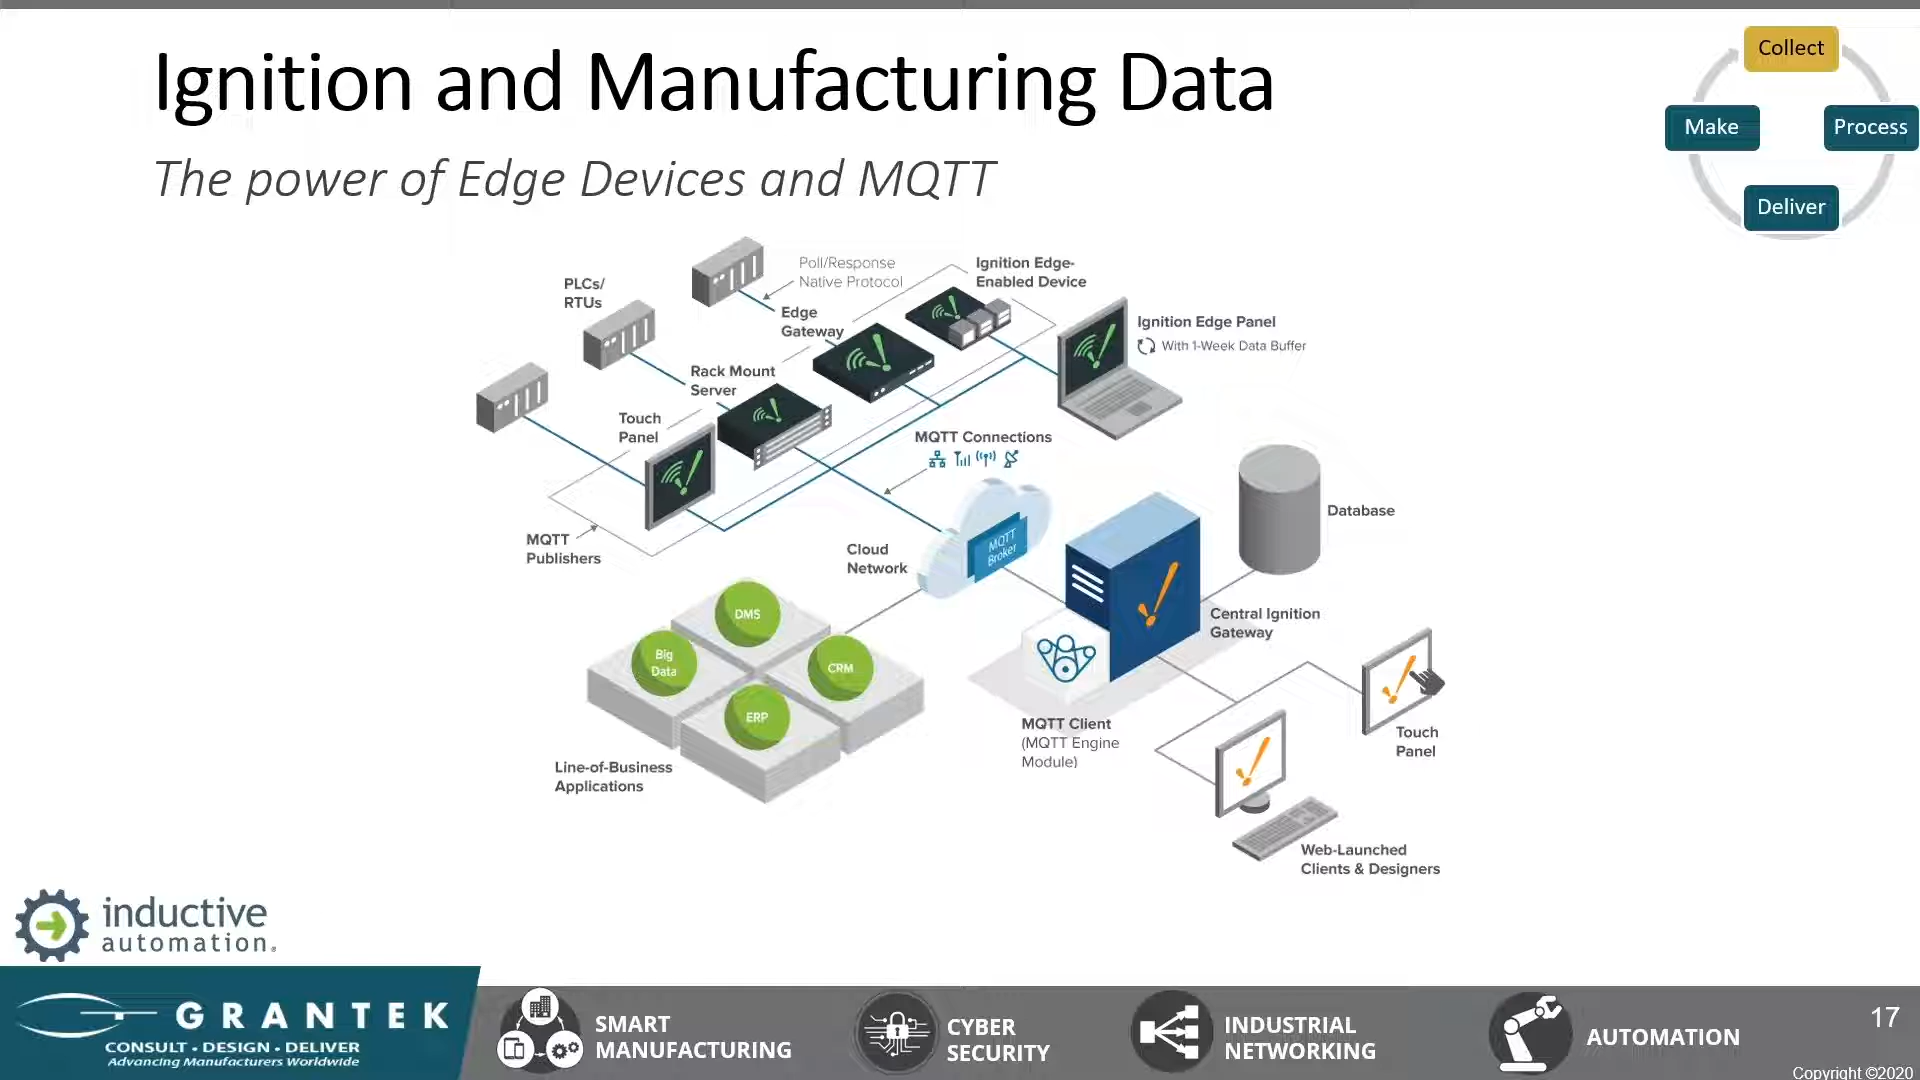 Ignition and Manufacturing Data
The power of Edge Devices and MQTT
Collect
Make
Process
Deliver
PLCs/
RTUs
Poll/Response
Native Protocol
Ignition Edge-
Enabled Device
Edge
Gateway
Ignition Edge Panel
With 1-Week Data Buffer
Rack Mount
Server
Touch
Panel
MQTT Connections
MQTT
Publishers
Cloud
Network
MQTT
Broker
Database
Central Ignition
Gateway
DMS
Big
Data
CRM
ERP
Line-of-Business
Applications
MQTT Client
(MQTT Engine
Module)
Touch
Panel
Web-Launched
Clients & Designers
inductive
automation.
GRANTEK
CONSULT • DESIGN • DELIVER
Advancing Manufacturers Worldwide
SMART
MANUFACTURING
CYBER
SECURITY
INDUSTRIAL
NETWORKING
AUTOMATION
17
Copyright ©2020